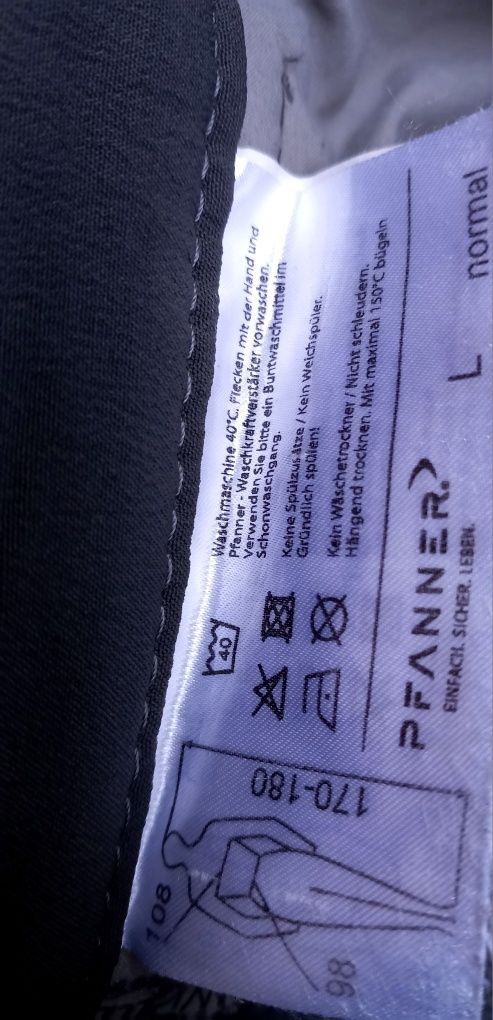 Waschmaschine 40°C. Flecken mit der Hand und
Pfanner - Waschkraftverstärker vorwaschen.
Verwenden Sie bitte ein Buntwaschmittel im
Schonwaschgang.
Keine Spülzusätze / Kein Weichspüler.
Gründlich spülen!
Kein Wäschetrockner / Nicht schleudern.
Hängend trocknen. Mit maximal 150°C bügeln
40
PFANNER
EINFACH. SICHER. LEBEN.
L normal
108
170-180
98